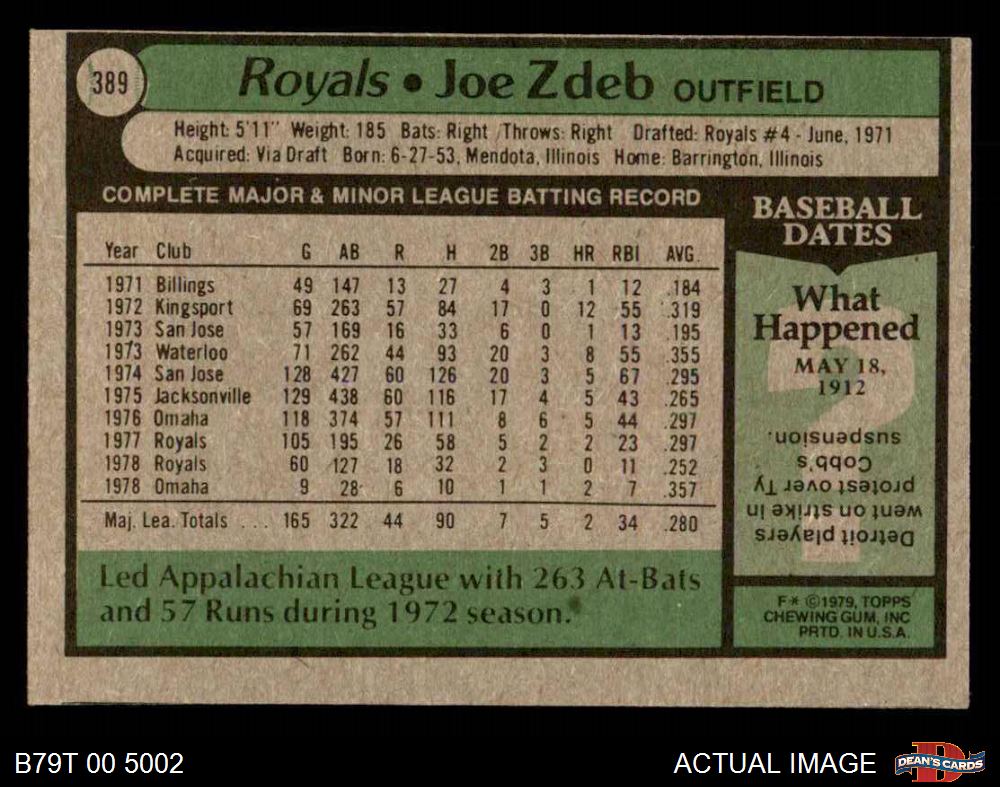 389
Royals • Joe Zdeb OUTFIELD
Height: 5'11" Weight: 185 Bats: Right Throws: Right Drafted: Royals #4 - June, 1971
Acquired: Via Draft Born: 6-27-53, Mendota, Illinois Home: Barrington, Illinois
COMPLETE MAJOR & MINOR LEAGUE BATTING RECORD
Year Club G AB R H 2B 3B HR RBI AVG.
1971 Billings 49 147 13 27 4 3 1 12 .184
1972 Kingsport 69 263 57 84 17 0 12 55 .319
1973 San Jose 57 169 16 33 6 0 1 13 .195
1973 Waterloo 71 262 44 93 20 3 8 55 .355
1974 San Jose 128 427 60 126 20 3 5 67 .295
1975 Jacksonville 129 438 60 116 17 4 5 43 .265
1976 Omaha 118 374 57 111 8 6 5 44 .297
1977 Royals 105 195 26 58 5 2 2 23 .297
1978 Royals 60 127 18 32 2 3 0 11 .252
1978 Omaha 9 28 6 10 1 1 2 7 .357
Maj. Lea. Totals ... 165 322 44 90 7 5 2 34 .280
Led Appalachian League with 263 At-Bats
and 57 Runs during 1972 season.
BASEBALL
DATES
What
Happened
MAY 18,
1912
?
Detroit players
went on strike in
protest over Ty
Cobb's
suspension.
F* ©1979, TOPPS
CHEWING GUM, INC
PRTD. IN U.S.A.
B79T 00 5002
ACTUAL IMAGE
D
DEAN'S CARDS